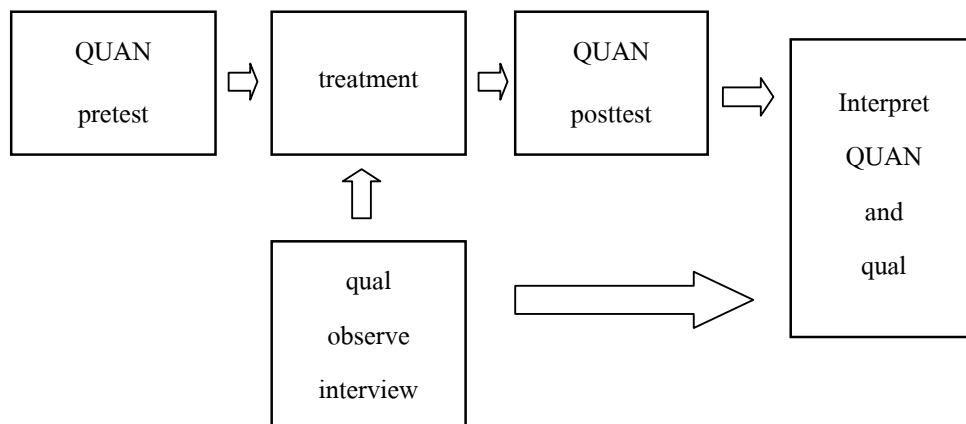 QUAN
pretest
treatment
QUAN
posttest
Interpret
QUAN
and
qual
qual
observe
interview